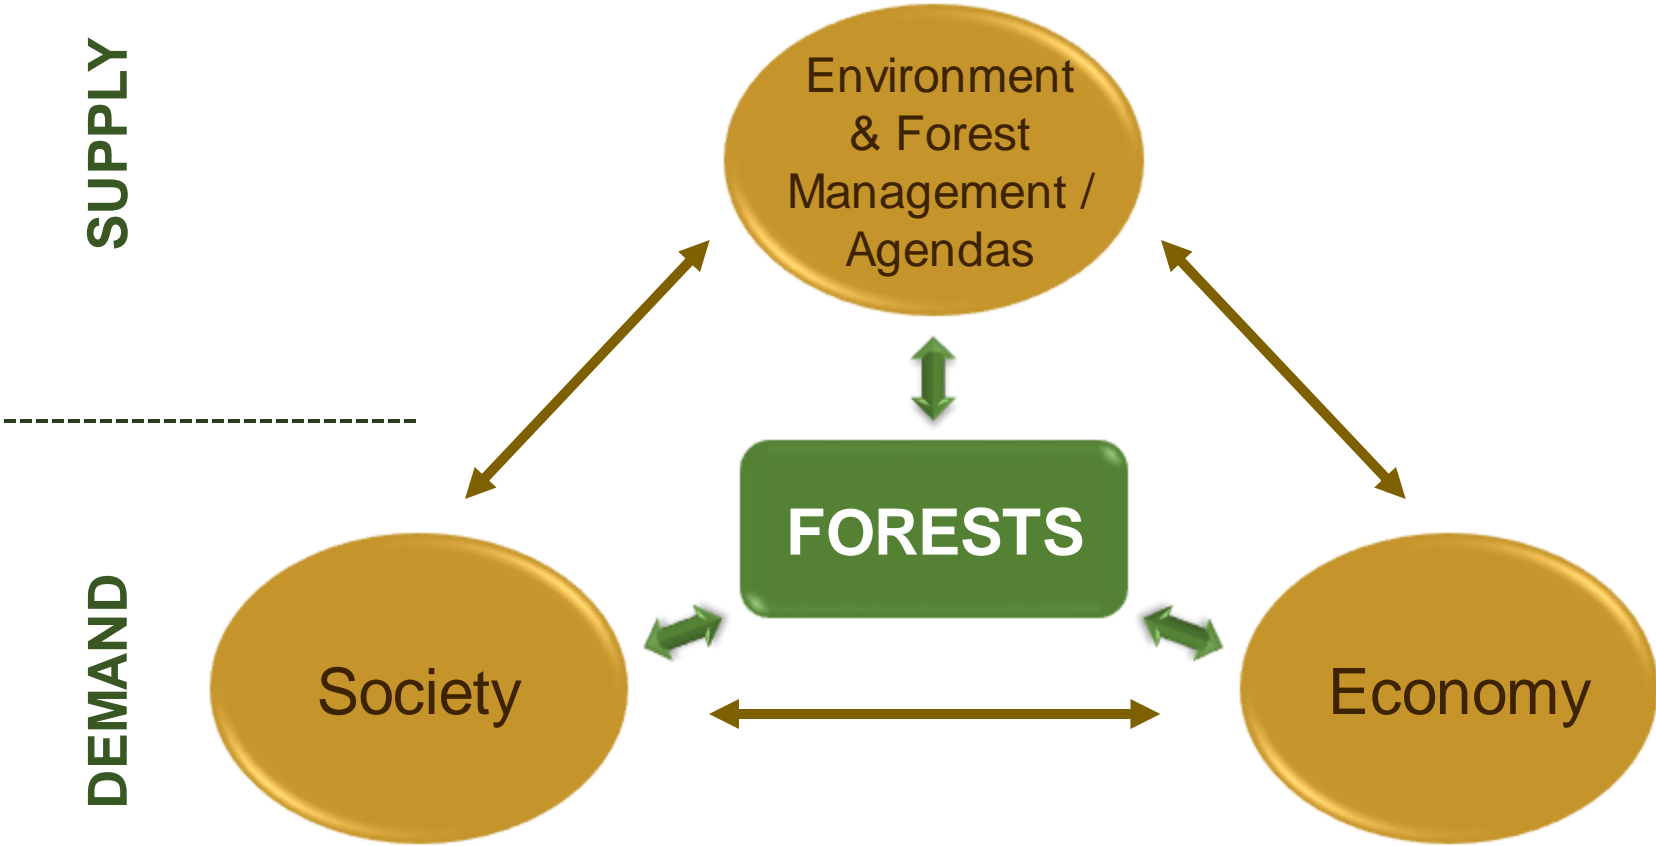 SUPPLY
Environment
& Forest
Management /
Agendas
FORESTS
DEMAND
Society
Economy